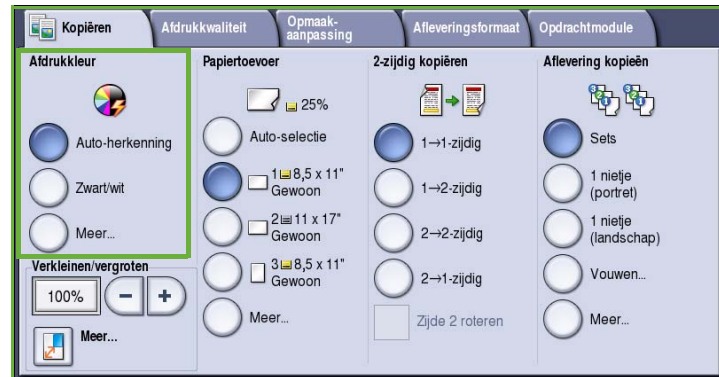 Kopiëren
Afdrukkwaliteit
Opmaak-
aanpassing
Afleveringsformaat
Opdrachtmodule
Afdrukkleur
Auto-herkenning
Zwart/wit
Meer...
Verkleinen/vergroten
100%
Meer...
Papiertoevoer
25%
Auto-selectie
1 8,5 x 11"
Gewoon
2 11 x 17"
Gewoon
3 8,5 x 11"
Gewoon
Meer...
2-zijdig kopiëren
1→1-zijdig
1→2-zijdig
2→2-zijdig
2→1-zijdig
Zijde 2 roteren
Aflevering kopieën
Sets
1 nietje
(portret)
1 nietje
(landschap)
Vouwen...
Meer...